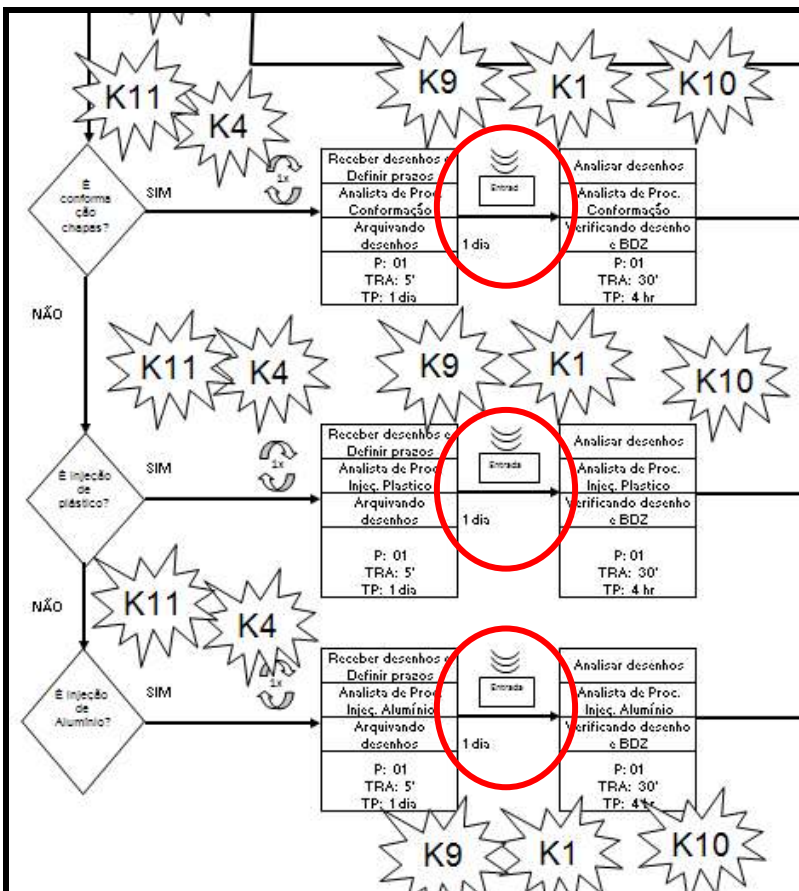 K11
K4
K9
K1
K10
É
conforma
ção
chapas?
SIM
1x
Receber desenhos e
Definir prazos
Analista de Proc.
Conformação
Arquivando
desenhos
P: 01
TRA: 5'
TP: 1 dia
Entrad
1 dia
Analisar desenhos
Analista de Proc.
Conformação
Verificando desenho
e BDZ
P: 01
TRA: 30'
TP: 4 hr
NÃO
K11
K4
K9
K1
K10
É injeção
de
plástico?
SIM
1x
Receber desenhos e
Definir prazos
Analista de Proc.
Injeç. Plastico
Arquivando
desenhos
P: 01
TRA: 5'
TP: 1 dia
Entrada
1 dia
Analisar desenhos
Analista de Proc.
Injeç. Plastico
Verificando desenho
e BDZ
P: 01
TRA: 30'
TP: 4 hr
NÃO
K11
K4
É injeção
de
Alumínio?
SIM
1x
Receber desenhos e
Definir prazos
Analista de Proc.
Injeç. Alumínio
Arquivando
desenhos
P: 01
TRA: 5'
TP: 1 dia
Entrada
1 dia
Analisar desenhos
Analista de Proc.
Injeç. Alumínio
Verificando desenho
e BDZ
P: 01
TRA: 30'
TP: 4 hr
K9
K1
K10